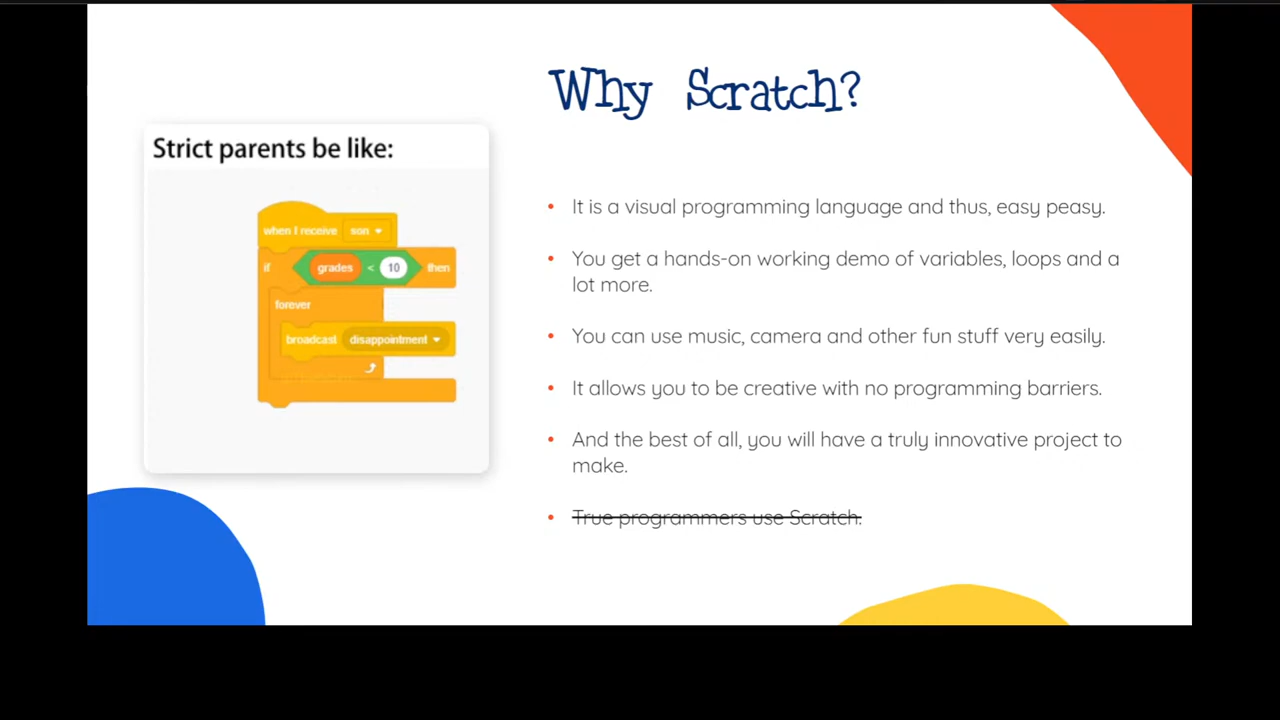 Why Scratch?
Strict parents be like:
when I receive son
if grades < 10 then
forever
broadcast disappointment
It is a visual programming language and thus, easy peasy.
You get a hands-on working demo of variables, loops and a
lot more.
You can use music, camera and other fun stuff very easily.
It allows you to be creative with no programming barriers.
And the best of all, you will have a truly innovative project to
make.
True programmers use Scratch.